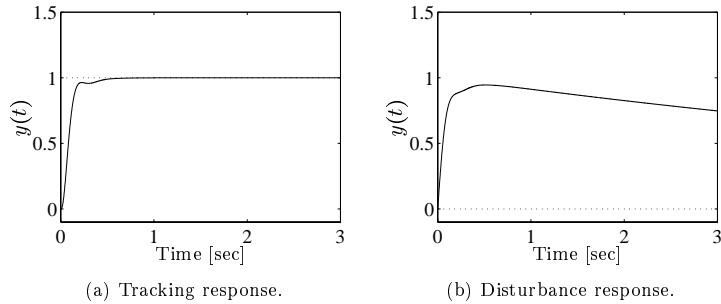 1.5
1
0.5
0
y(t)
0 1 2 3
Time [sec]
(a) Tracking response.
1.5
1
0.5
0
y(t)
0 1 2 3
Time [sec]
(b) Disturbance response.